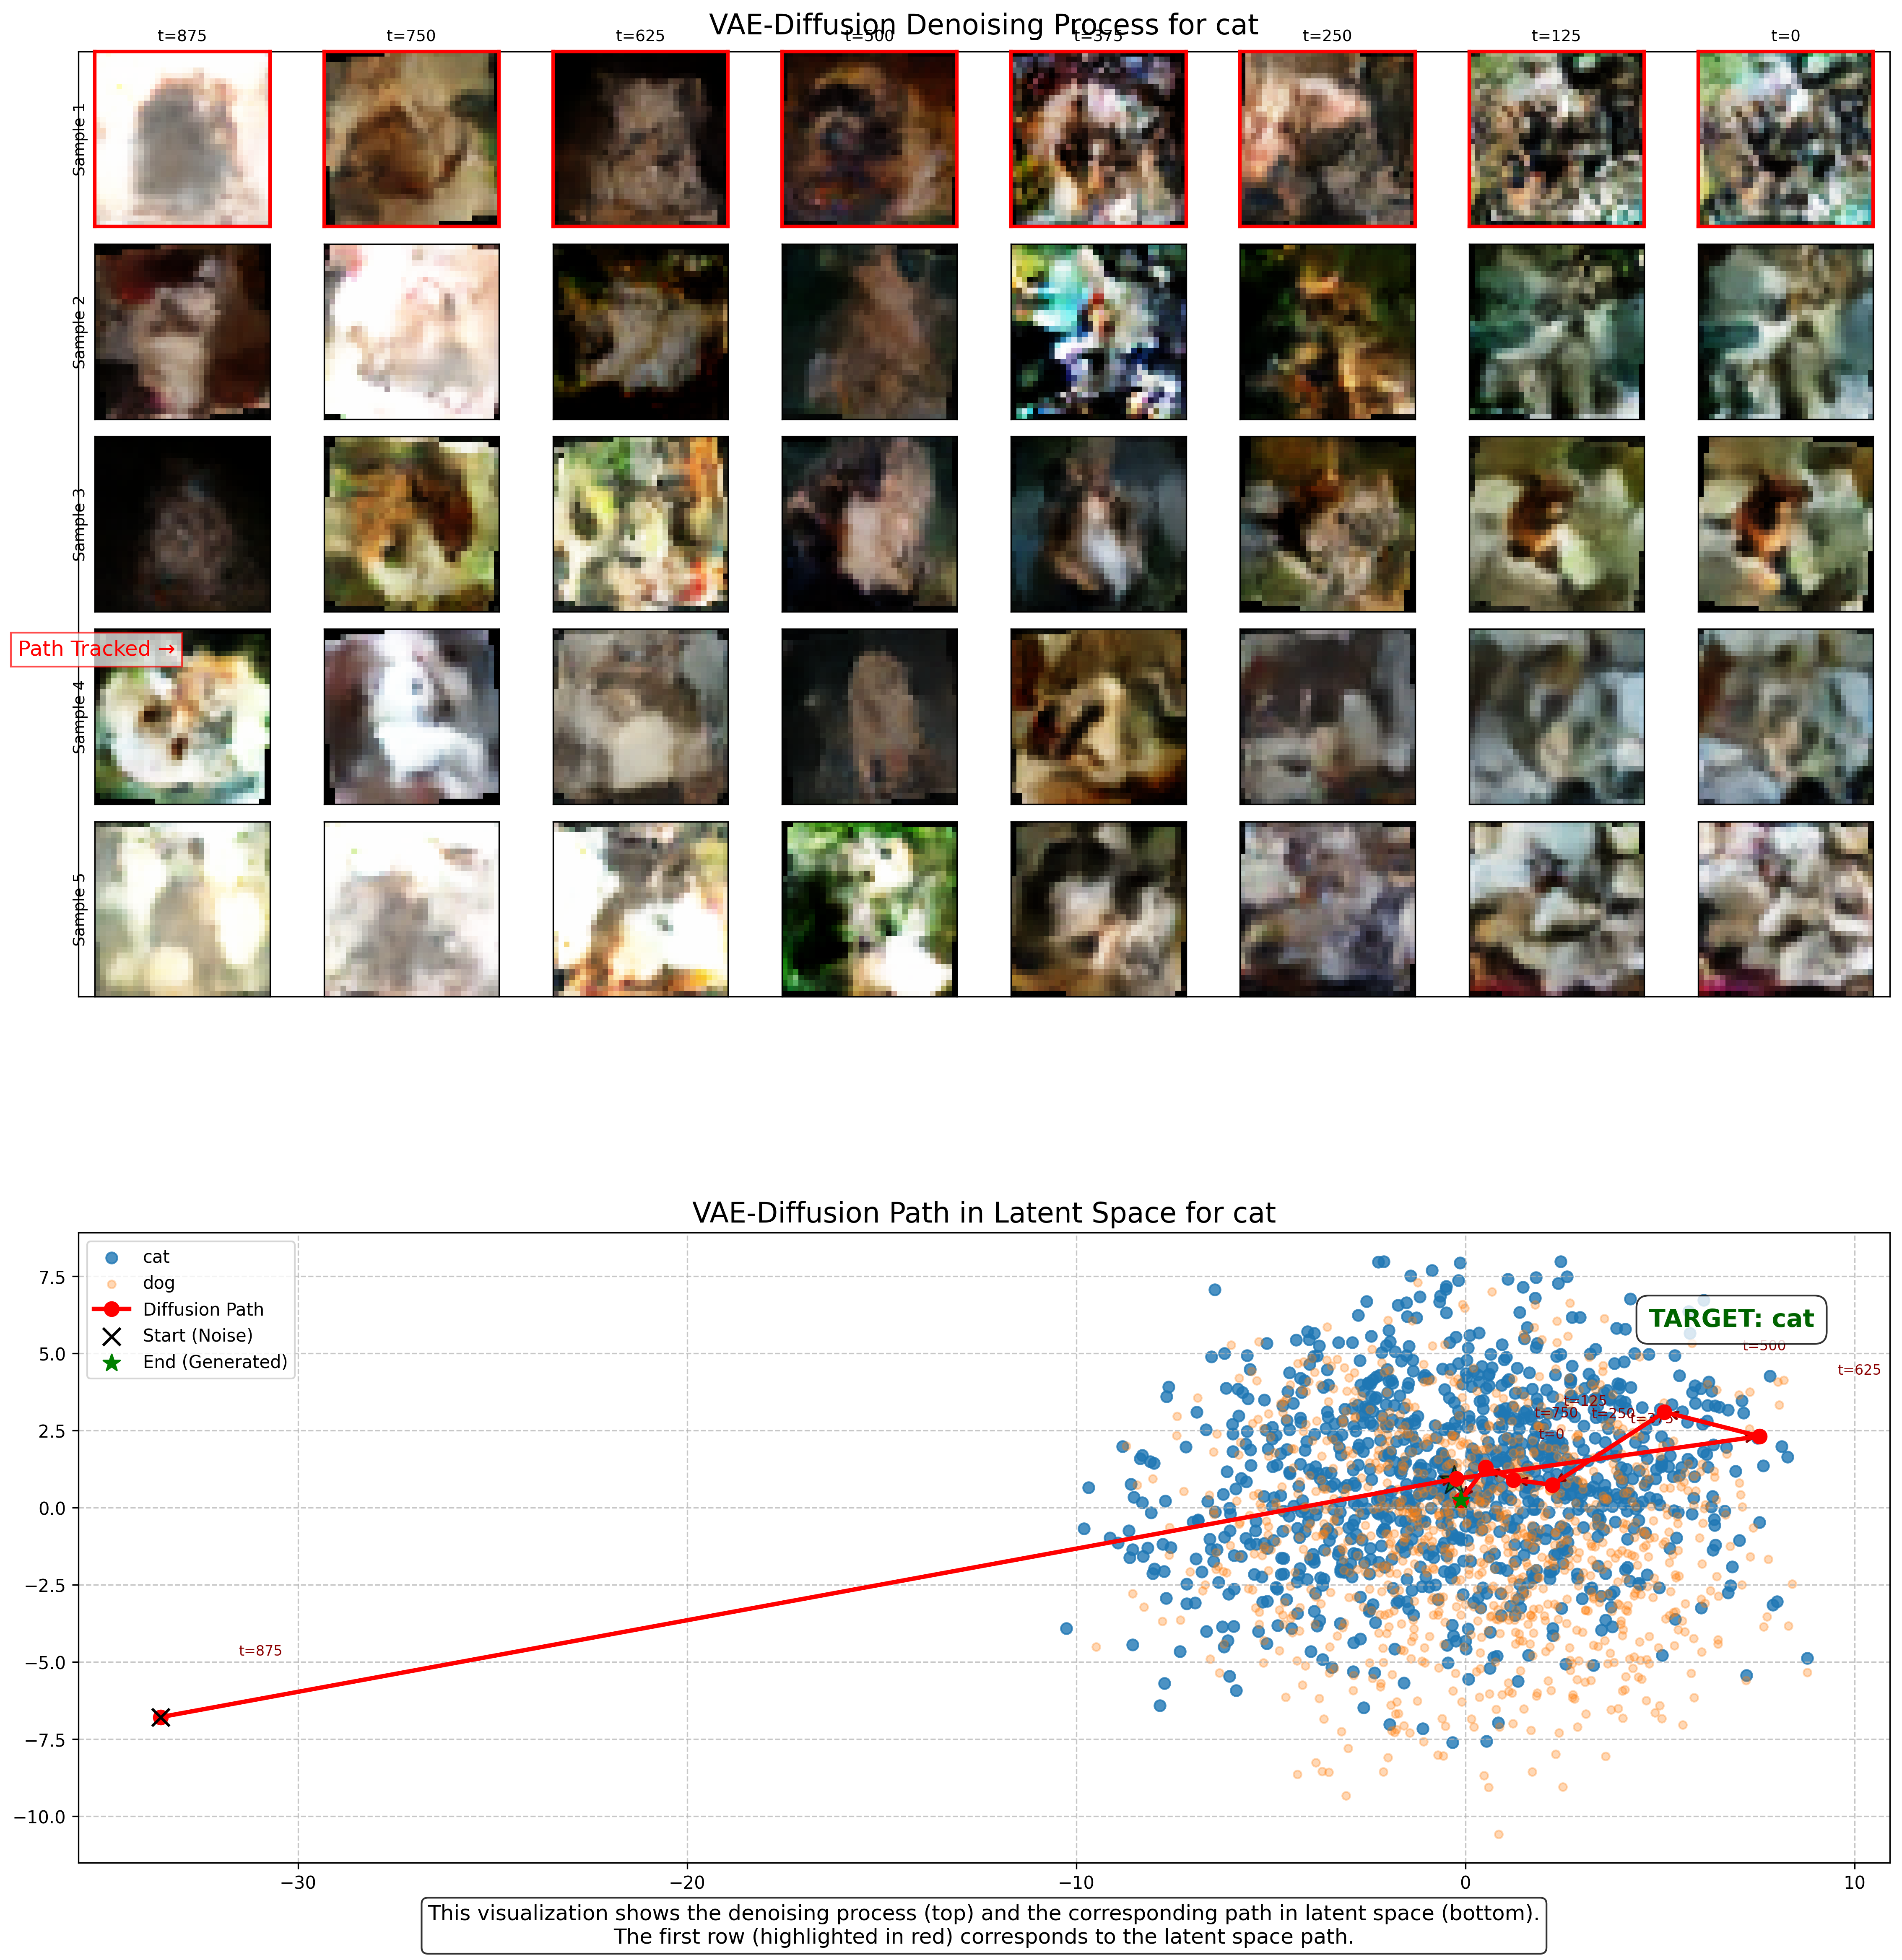 VAE-Diffusion Denoising Process for cat
t=875 t=750 t=625 t=500 t=375 t=250 t=125 t=0
Sample 1
Sample 2
Sample 3
Path Tracked →
Sample 4
Sample 5
VAE-Diffusion Path in Latent Space for cat
cat
dog
Diffusion Path
Start (Noise)
End (Generated)
TARGET: cat
t=500
t=625
t=125
t=750 t=250
t=0
t=875
7.5
5.0
2.5
0.0
−2.5
−5.0
−7.5
−10.0
−30 −20 −10 0 10
This visualization shows the denoising process (top) and the corresponding path in latent space (bottom).
The first row (highlighted in red) corresponds to the latent space path.